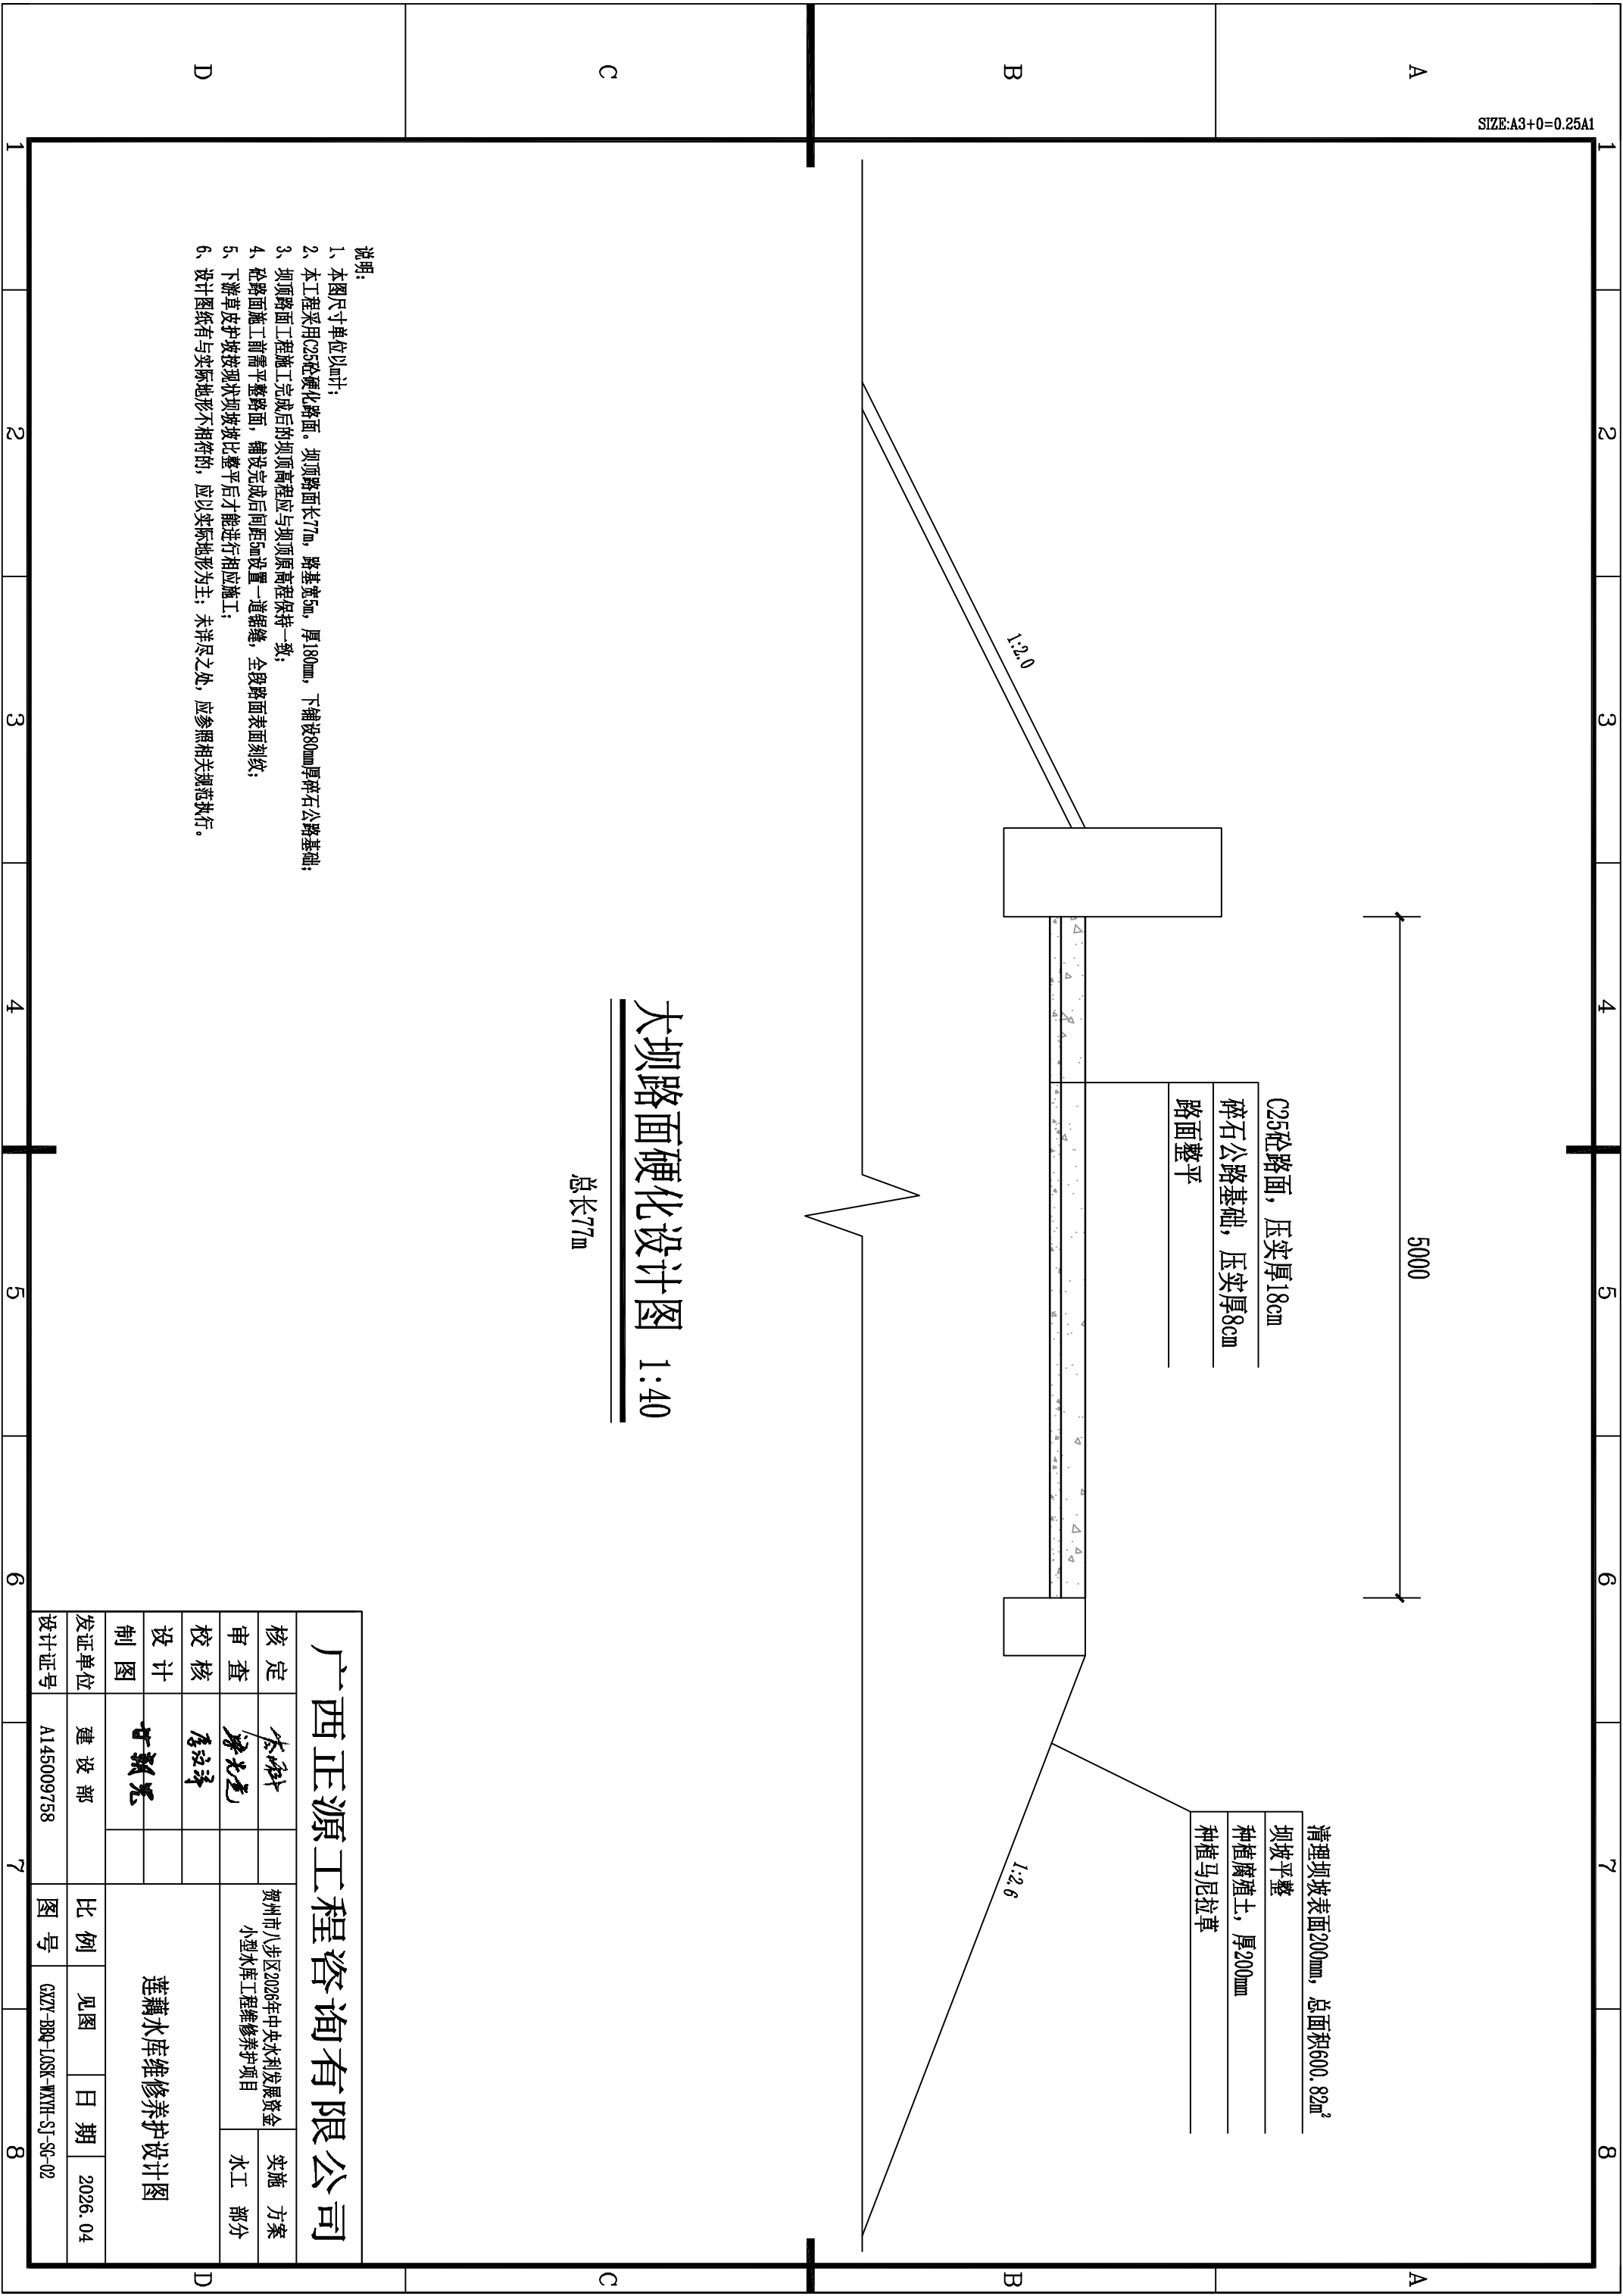 SIZE:A3+0=0.25A1
1 2 3 4 5 6 7 8
A
B
C
D
5000
C25砼路面，压实厚18cm
碎石公路基础，压实厚8cm
路面整平
清理坝坡表面200mm，总面积600.82m²
坝坡平整
种植腐殖土，厚200mm
种植马尼拉草
1:2.0
1:2.6
大坝路面硬化设计图 1:40
总长77m
说明：
1、本图尺寸单位以m计；
2、本工程采用C25砼硬化路面。坝顶路面长77m，路基宽5m，厚180mm，下铺设80mm厚碎石公路基础；
3、坝顶路面工程施工完成后的坝顶高程应与坝顶原高程保持一致；
4、砼路面施工前需平整路面，铺设完成后间距5m设置一道锯缝，全段路面表面刻纹；
5、下游草皮护坡按现状坝坡坡比整平后才能进行相应施工；
6、设计图纸有与实际地形不相符的，应以实际地形为主；未详尽之处，应参照相关规范执行。
广西正源工程咨询有限公司
核 定
审 查
校 核
设 计
制 图
贺州市八步区2026年中央水利发展资金
小型水库工程维修养护项目
实施 方案
水工 部分
莲藕水库维修养护设计图
发证单位 建 设 部 比 例 见图 日 期 2026.04
设计证号 A145009758 图 号 GXZY-BBQ-LOSK-WXYH-SJ-SG-02
A
B
C
D
1 2 3 4 5 6 7 8